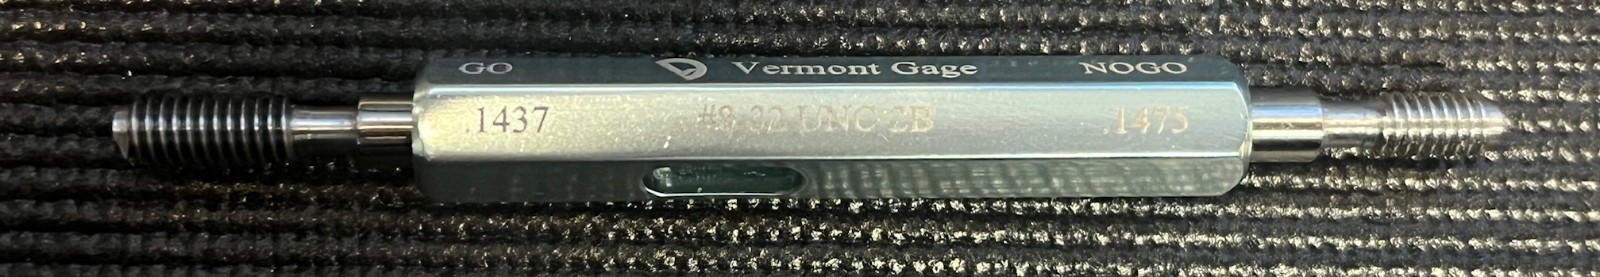 GO Vermont Gage NOGO
.1437 #8-32 UNC 2B .1475